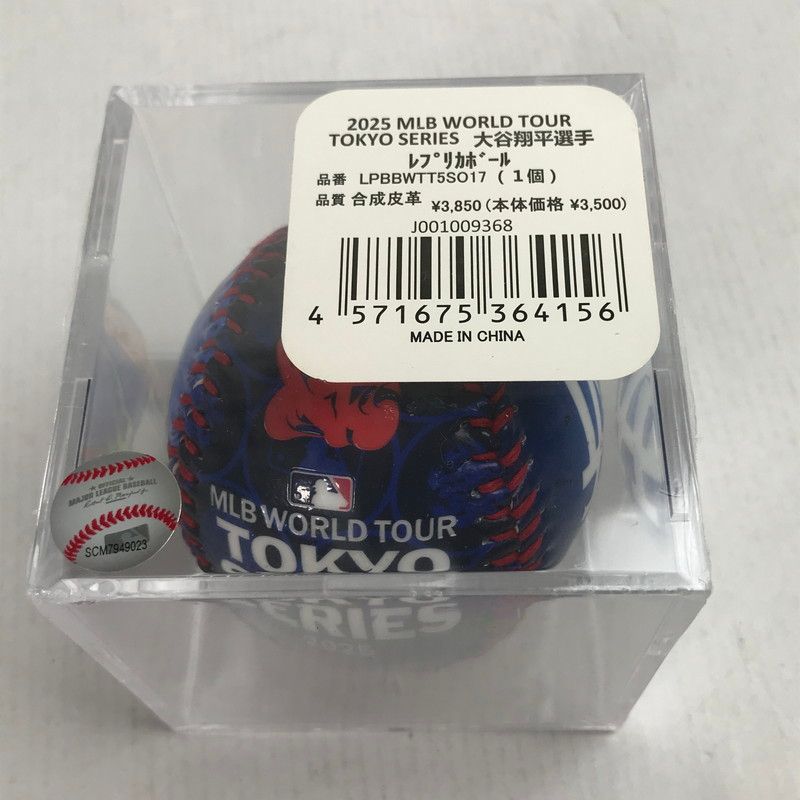 2025 MLB WORLD TOUR
TOKYO SERIES 大谷翔平選手
ﾚﾌﾟﾘｶﾎﾞｰﾙ
品番 LPBBWTT5SO17 (1個)
品質 合成皮革 ¥3,850(本体価格 ¥3,500)
J001009368
4 571675 364156
MADE IN CHINA
OFFICIAL
MAJOR LEAGUE BASEBALL
SCM7949023
MLB WORLD TOUR
TOKYO
SERIES
2025